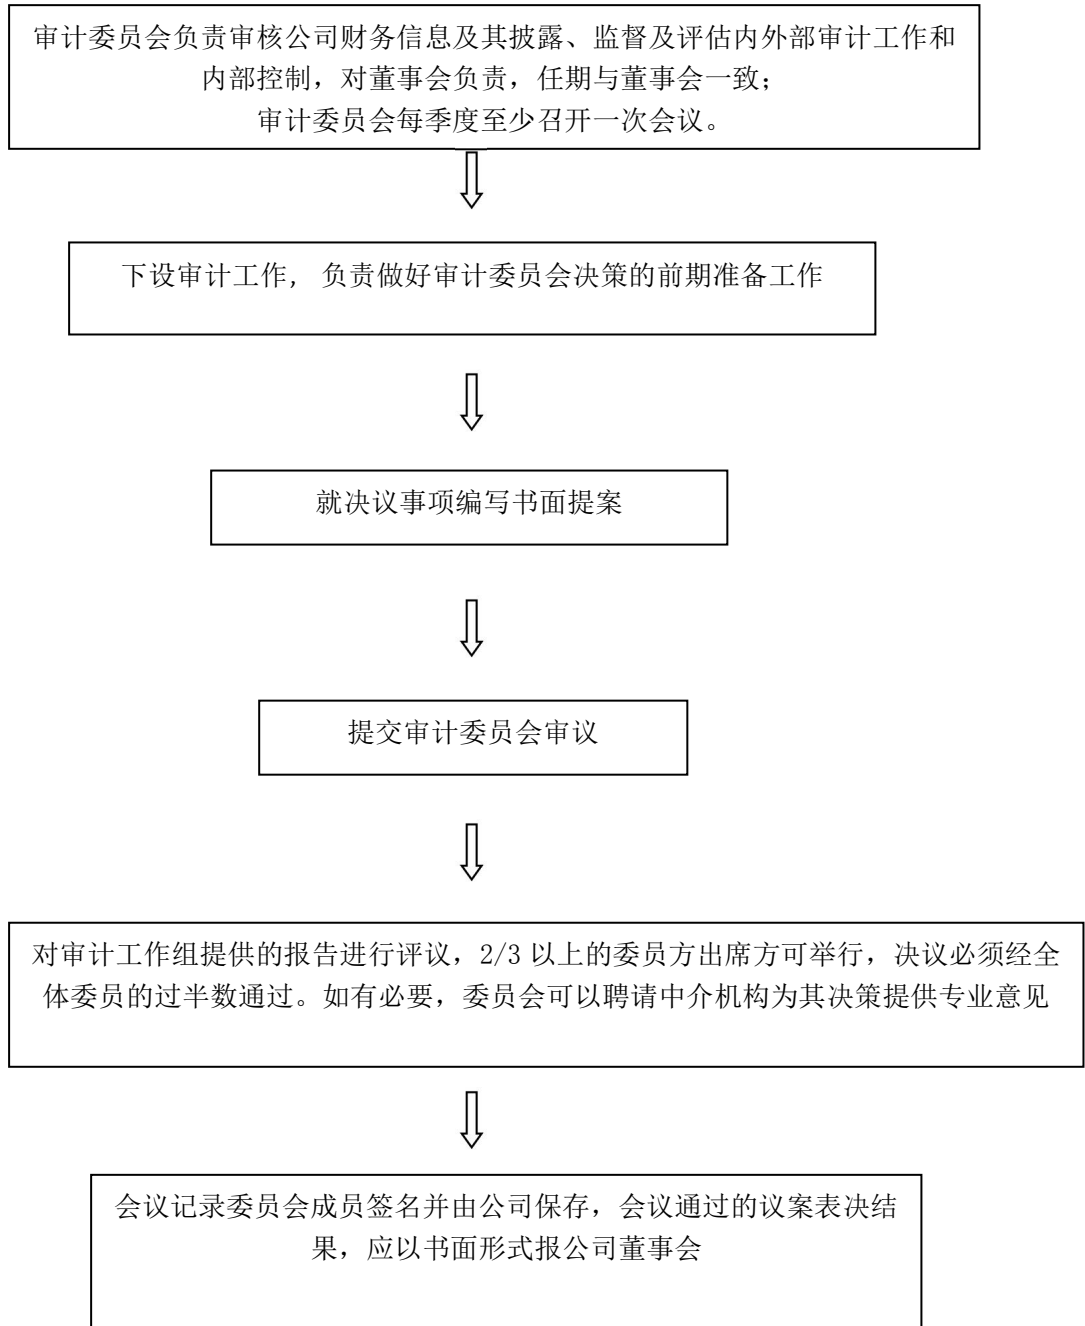 审计委员会负责审核公司财务信息及其披露、监督及评估内外部审计工作和
内部控制，对董事会负责，任期与董事会一致；
审计委员会每季度至少召开一次会议。
下设审计工作, 负责做好审计委员会决策的前期准备工作
就决议事项编写书面提案
提交审计委员会审议
对审计工作组提供的报告进行评议，2/3 以上的委员方出席方可举行，决议必须经全
体委员的过半数通过。如有必要，委员会可以聘请中介机构为其决策提供专业意见
会议记录委员会成员签名并由公司保存，会议通过的议案表决结
果，应以书面形式报公司董事会